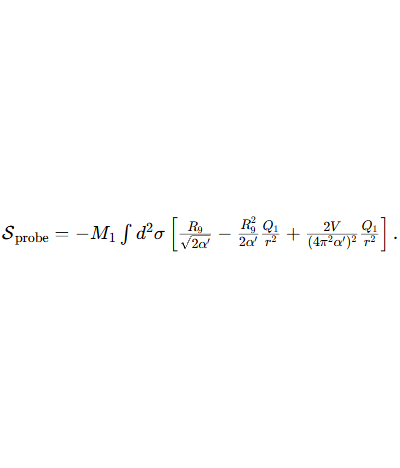 $\mathcal{S}_{\text{probe}} = -M_1 \int d^2\sigma \left[ \frac{R_9}{\sqrt{2\alpha'}} - \frac{R_9^2}{2\alpha'} \frac{Q_1}{r^2} + \frac{2V}{(4\pi^2\alpha')^2} \frac{Q_1}{r^2} \right].$